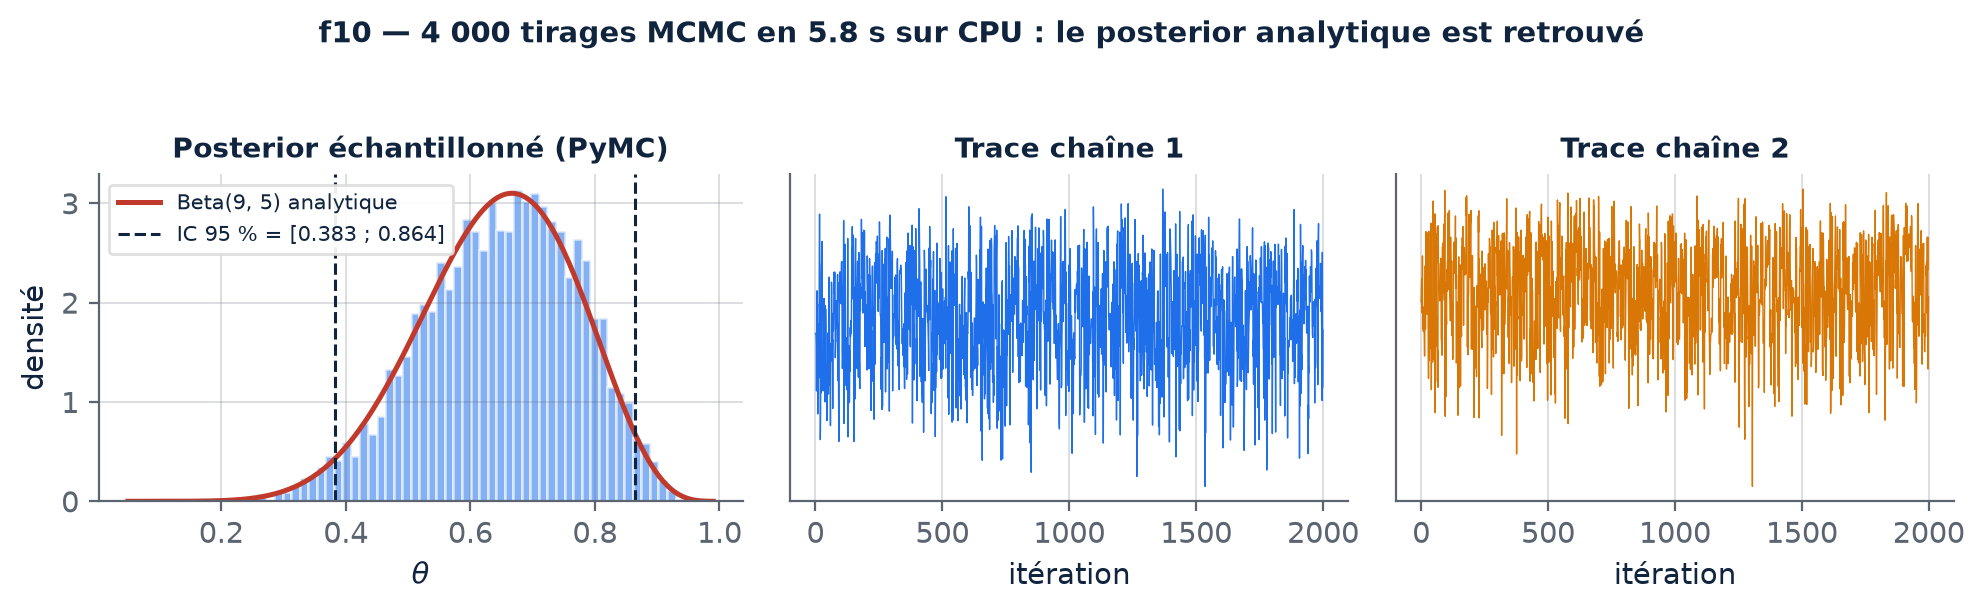 f10 — 4 000 tirages MCMC en 5.8 s sur CPU : le posterior analytique est retrouvé
Posterior échantillonné (PyMC)
Beta(9, 5) analytique
IC 95 % = [0.383 ; 0.864]
densité
3
2
1
0
0.2 0.4 0.6 0.8 1.0
θ
Trace chaîne 1
0 500 1000 1500 2000
itération
Trace chaîne 2
0 500 1000 1500 2000
itération